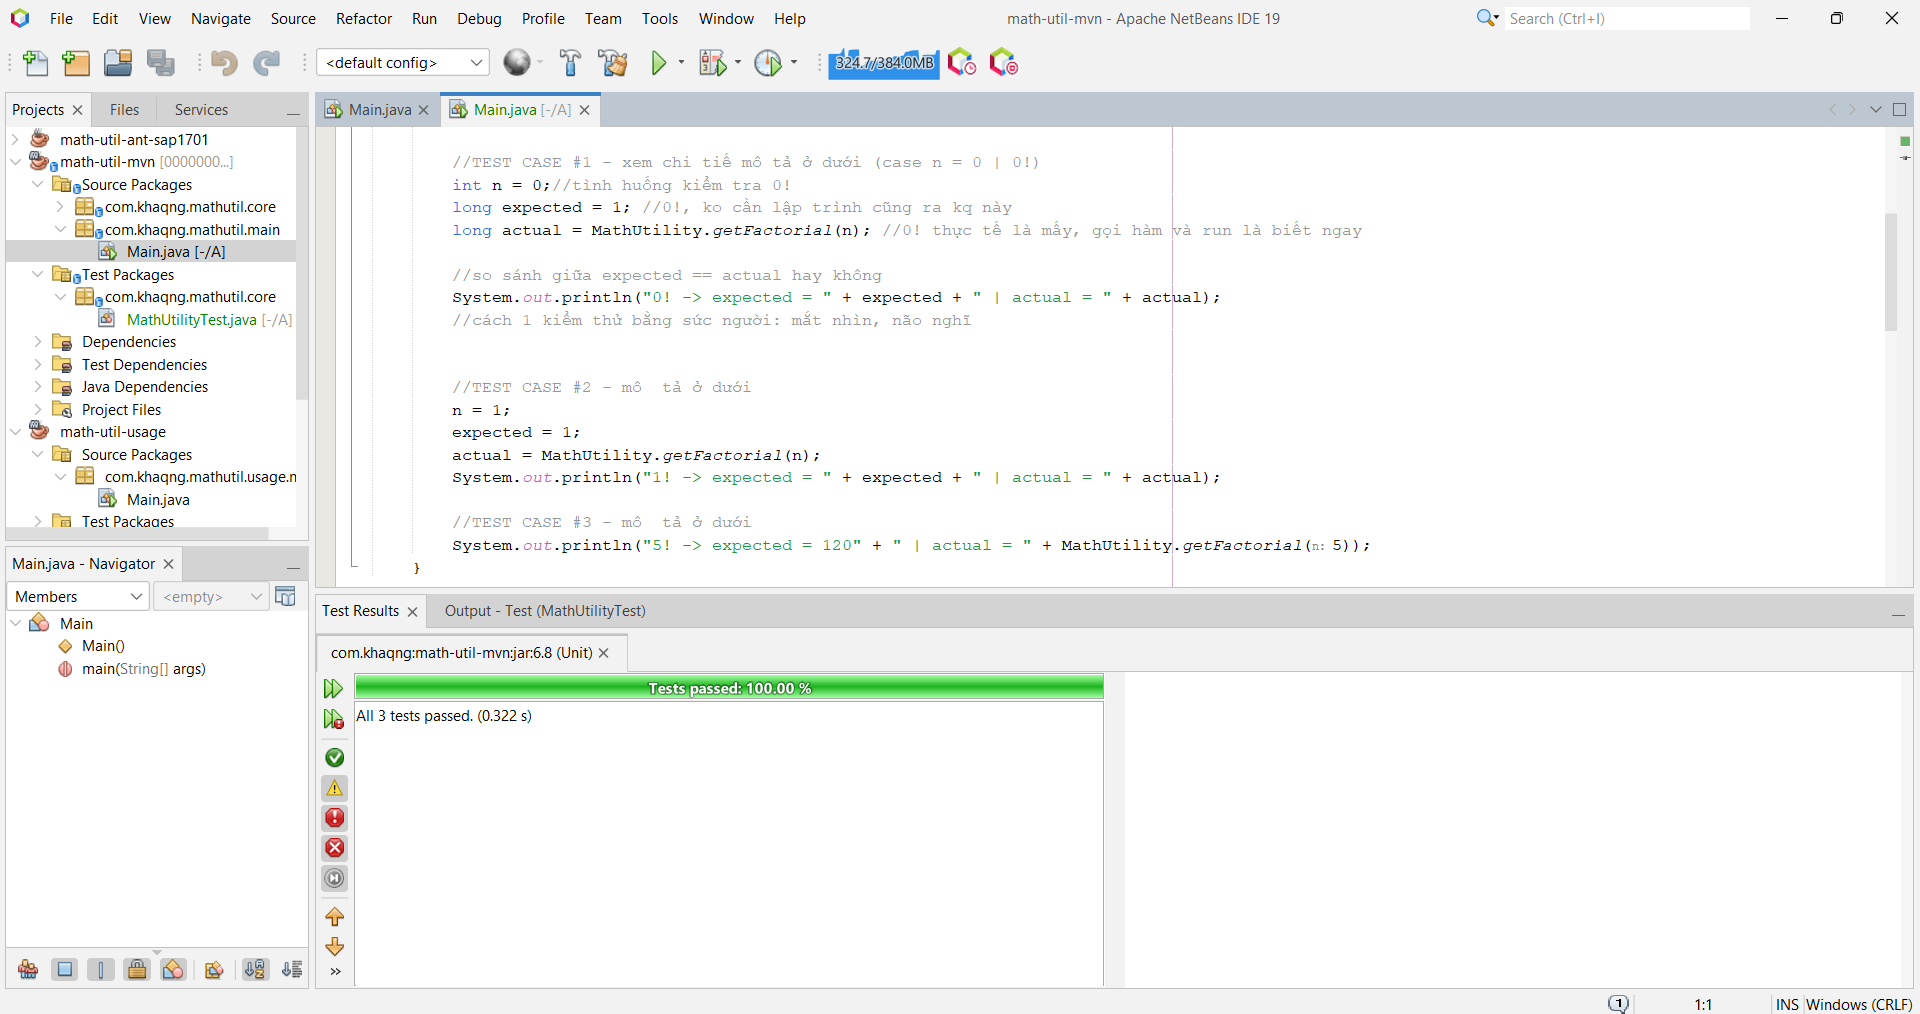 File Edit View Navigate Source Refactor Run Debug Profile Team Tools Window Help
math-util-mvn - Apache NetBeans IDE 19
Search (Ctrl+I)
<default config>
324.7/384.0MB
Projects Files Services
math-util-ant-sap1701
math-util-mvn [0000000...]
Source Packages
com.khaqng.mathutil.core
com.khaqng.mathutil.main
Main.java [-/A]
Test Packages
com.khaqng.mathutil.core
MathUtilityTest.java [-/A]
Dependencies
Test Dependencies
Java Dependencies
Project Files
math-util-usage
Source Packages
com.khaqng.mathutil.usage.m
Main.java
Test Packages
Main.java - Navigator
Members <empty>
Main
Main()
main(String[] args)
Main.java Main.java [-/A]
//TEST CASE #1 - xem chi tiế mô tả ở dưới (case n = 0 | 0!)
int n = 0;//tình huống kiểm tra 0!
long expected = 1; //0!, ko cần lập trình cũng ra kq này
long actual = MathUtility.getFactorial(n); //0! thực tế là mấy, gọi hàm và run là biết ngay
//so sánh giữa expected == actual hay không
System.out.println("0! -> expected = " + expected + " | actual = " + actual);
//cách 1 kiểm thử bằng sức người: mắt nhìn, não nghĩ
//TEST CASE #2 - mô  tả ở dưới
n = 1;
expected = 1;
actual = MathUtility.getFactorial(n);
System.out.println("1! -> expected = " + expected + " | actual = " + actual);
//TEST CASE #3 - mô  tả ở dưới
System.out.println("5! -> expected = 120" + " | actual = " + MathUtility.getFactorial(n: 5));
}
Test Results Output - Test (MathUtilityTest)
com.khaqng:math-util-mvn:jar:6.8 (Unit)
Tests passed: 100.00 %
All 3 tests passed. (0.322 s)
1 1:1 INS Windows (CRLF)